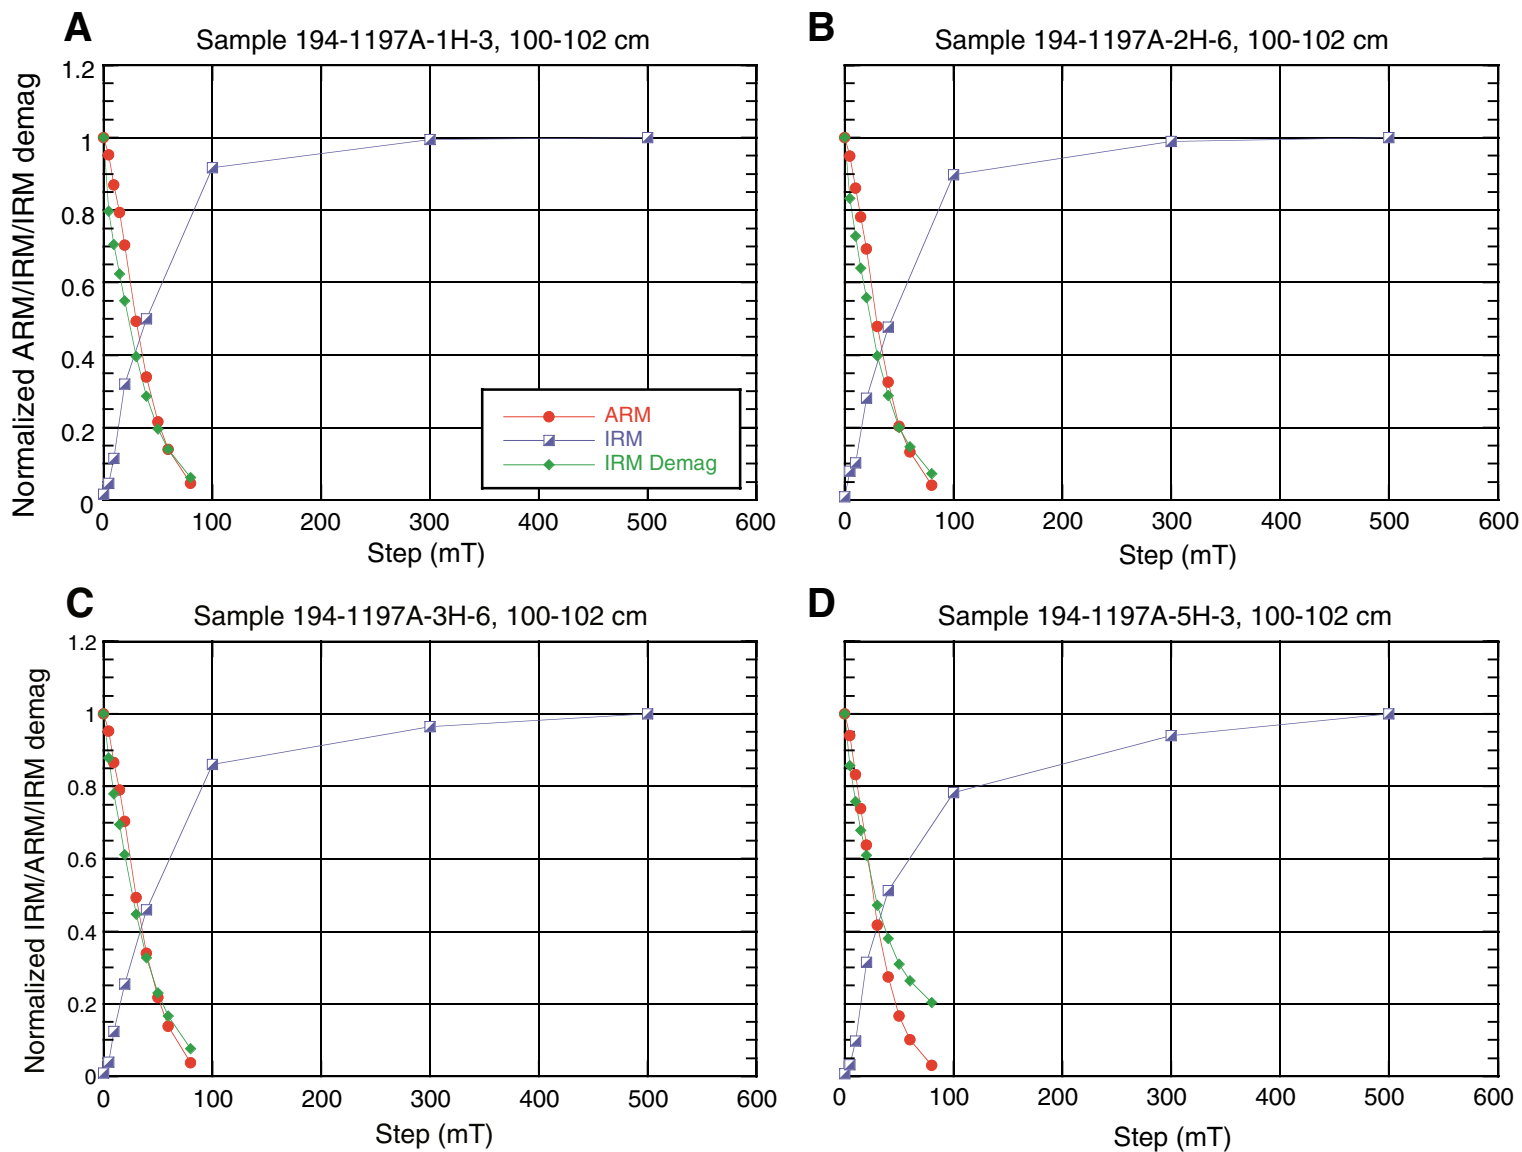 A
Sample 194-1197A-1H-3, 100-102 cm
Normalized ARM/IRM/IRM demag
1.2
1
0.8
0.6
0.4
0.2
0
ARM
IRM
IRM Demag
0 100 200 300 400 500 600
Step (mT)
B
Sample 194-1197A-2H-6, 100-102 cm
0 100 200 300 400 500 600
Step (mT)
C
Sample 194-1197A-3H-6, 100-102 cm
Normalized IRM/ARM/IRM demag
1.2
1
0.8
0.6
0.4
0.2
0
0 100 200 300 400 500 600
Step (mT)
D
Sample 194-1197A-5H-3, 100-102 cm
0 100 200 300 400 500 600
Step (mT)